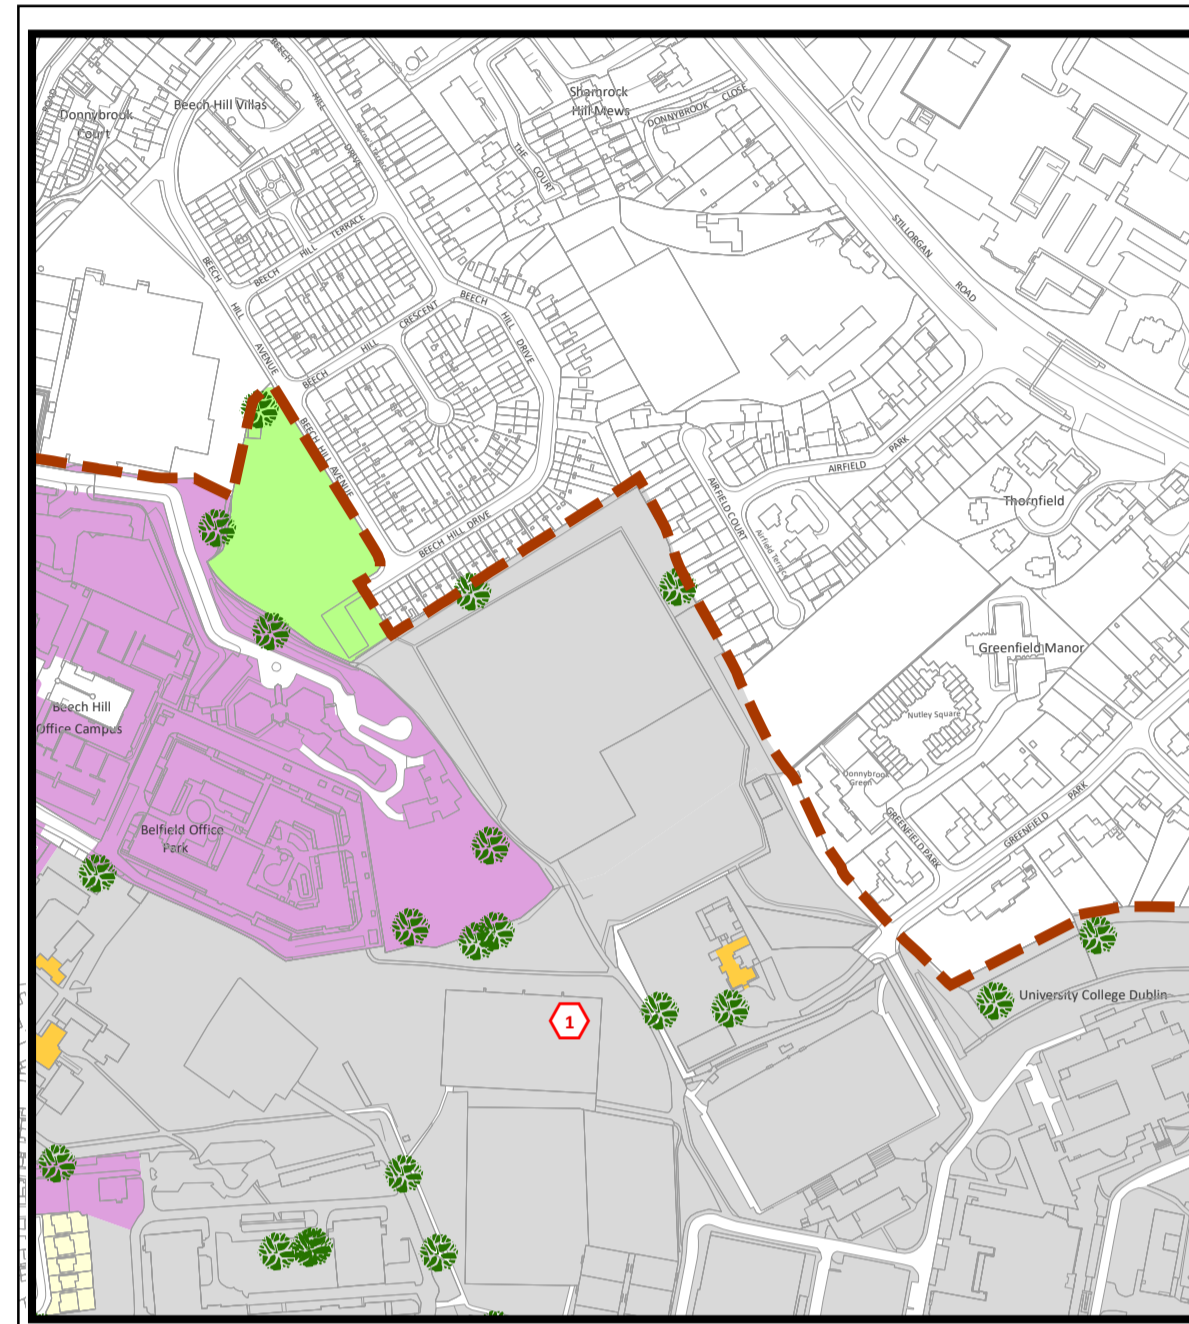 Donnybrook
Court
ROAD
Beech Hill Villas
BEECH
HILL
DRIVE
Shamrock
Hill Mews
DONNYBROOK CLOSE
THE COURT
STILLORGAN
ROAD
BEECH HILL TERRACE
BEECH
HILL
AVENUE
BEECH HILL CRESCENT
BEECH
HILL
DRIVE
BEECH HILL AVENUE
BEECH HILL DRIVE
AIRFIELD PARK
AIRFIELD COURT
Airfield Terrace
Thornfield
Greenfield Manor
Nutley Square
Donnybrook
Green
GREENFIELD PARK
GREENFIELD PARK
Beech Hill
Office Campus
Belfield Office
Park
University College Dublin
1